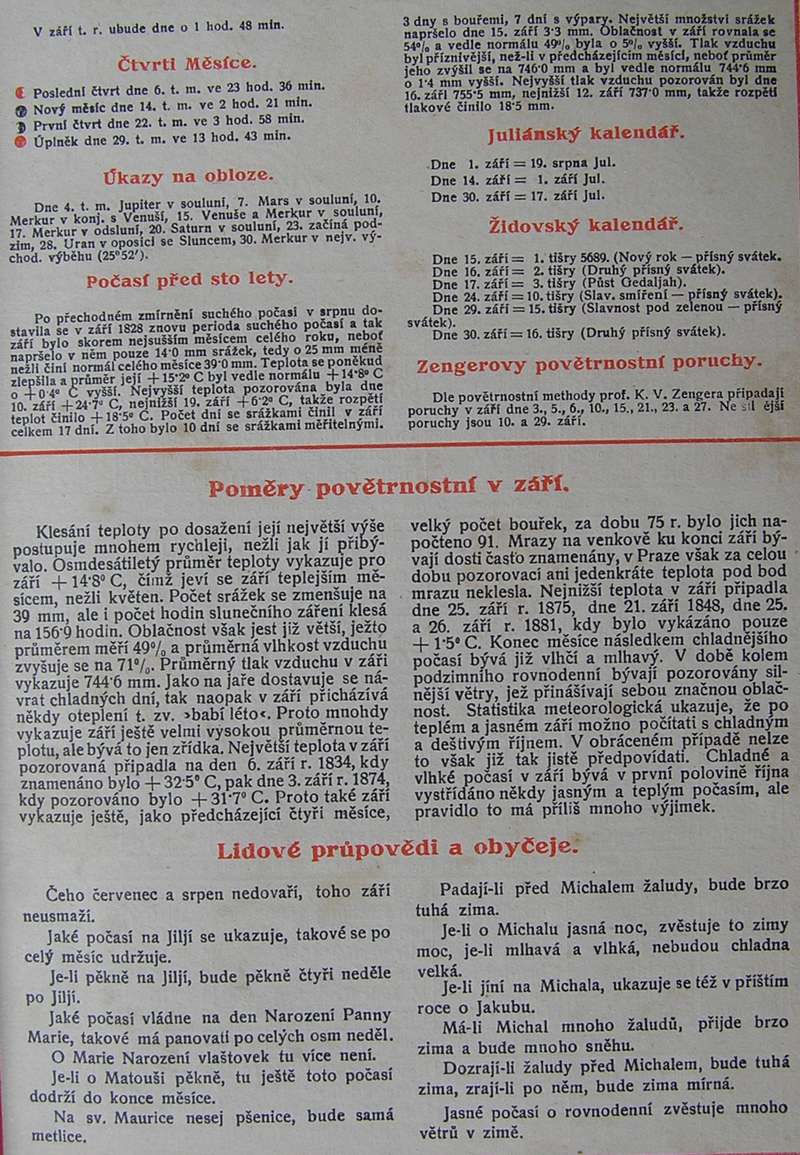 V září t. r. ubude dne o 1 hod. 48 min.
Čtvrti Měsíce.
Poslední čtvrt dne 6. t. m. ve 23 hod. 36 min.
Nový měsíc dne 14. t. m. ve 2 hod. 21 min.
První čtvrt dne 22. t. m. ve 3 hod. 58 min.
Úplněk dne 29. t. m. ve 13 hod. 43 min.
Úkazy na obloze.
Dne 4. t. m. Jupiter v souluní, 7. Mars v souluní, 10.
Merkur v konj. s Venuší, 15. Venuše a Merkur v souluní,
17. Merkur v odsluní, 20. Saturn v souluní, 23. začíná pod-
zim, 28. Uran v oposici se Sluncem, 30. Merkur v nejv. vý-
chod. výběhu (25°52′).
Počasí před sto lety.
Po přechodném zmírnění suchého počasí v srpnu do-
stavila se v září 1828 znovu perioda suchého počasí a tak
září bylo skorem nejsušším měsícem celého roku, neboť
napršelo v něm pouze 14·0 mm srážek, tedy o 25 mm méně
nežli činí normál celého měsíce 39·0 mm. Teplota se poněkud
zlepšila a průměr její +15·2° C byl vedle normálu +14·8° C
o +0·4° C vyšší. Nejvyšší teplota pozorována byla dne
10. září +24·7° C, nejnižší 19. září +6·2° C, takže rozpětí
teplot činilo +18·5° C. Počet dní se srážkami činil v září
celkem 17 dní. Z toho bylo 10 dní se srážkami měřitelnými.
3 dny s bouřemi, 7 dní s výpary. Největší množství srážek
napršelo dne 15. září 3·3 mm. Oblačnost v září rovnala se
54% a vedle normálu 49% byla o 5% vyšší. Tlak vzduchu
byl příznivější, než-li v předcházejícím měsíci, neboť průměr
jeho zvýšil se na 746·0 mm a byl vedle normálu 744·6 mm
o 1·4 mm vyšší. Nejvyšší tlak vzduchu pozorován byl dne
16. září 755·5 mm, nejnižší 12. září 737·0 mm, takže rozpětí
tlakové činilo 18·5 mm.
Juliánský kalendář.
Dne 1. září = 19. srpna Jul.
Dne 14. září = 1. září Jul.
Dne 30. září = 17. září Jul.
Židovský kalendář.
Dne 15. září = 1. tišry 5689. (Nový rok — přísný svátek.
Dne 16. září = 2. tišry (Druhý přísný svátek).
Dne 17. září = 3. tišry (Půst Gedaljah).
Dne 24. září = 10. tišry (Slav. smíření — přísný svátek).
Dne 29. září = 15. tišry (Slavnost pod zelenou — přísný
svátek).
Dne 30. září = 16. tišry (Druhý přísný svátek).
Zengerovy povětrnostní poruchy.
Dle povětrnostní methody prof. K. V. Zengera připadají
poruchy v září dne 3., 5., 6., 10., 15., 21., 23. a 27. Ne sil ější
poruchy jsou 10. a 29. září.
Poměry povětrnostní v září.
Klesání teploty po dosažení její největší výše
postupuje mnohem rychleji, nežli jak jí přibý-
valo. Osmdesátiletý průměr teploty vykazuje pro
září +14·8° C, čímž jeví se září teplejším mě-
sícem, nežli květen. Počet srážek se zmenšuje na
39 mm, ale i počet hodin slunečního záření klesá
na 156·9 hodin. Oblačnost však jest již větší, ježto
průměrem měří 49% a průměrná vlhkost vzduchu
zvyšuje se na 71%. Průměrný tlak vzduchu v září
vykazuje 744·6 mm. Jako na jaře dostavuje se ná-
vrat chladných dní, tak naopak v září přicházívá
někdy oteplení t. zv. ›babí léto‹. Proto mnohdy
vykazuje září ještě velmi vysokou průměrnou te-
plotu, ale bývá to jen zřídka. Největší teplota v září
pozorovaná připadla na den 6. září r. 1834, kdy
znamenáno bylo +32·5° C, pak dne 3. září r. 1874,
kdy pozorováno bylo +31·7° C. Proto také září
vykazuje ještě, jako předcházející čtyři měsíce,
velký počet bouřek, za dobu 75 r. bylo jich na-
počteno 91. Mrazy na venkově ku konci září bý-
vají dosti často znamenány, v Praze však za celou
dobu pozorovací ani jedenkráte teplota pod bod
mrazu neklesla. Nejnižší teplota v září připadla
dne 25. září r. 1875, dne 21. září 1848, dne 25.
a 26. září r. 1881, kdy bylo vykázáno pouze
+1·5° C. Konec měsíce následkem chladnějšího
počasí bývá již vlhčí a mlhavý. V době kolem
podzimního rovnodenní bývají pozorovány sil-
nější větry, jež přinášívají sebou značnou oblač-
nost. Statistika meteorologická ukazuje, že po
teplém a jasném září možno počítati s chladným
a deštivým říjnem. V obráceném případě nelze
to však již tak jistě předpovídati. Chladné a
vlhké počasí v září bývá v první polovině října
vystřídáno někdy jasným a teplým počasím, ale
pravidlo to má příliš mnoho výjimek.
Lidové průpovědi a obyčeje.
Čeho červenec a srpen nedovaří, toho září
neusmaží.
Jaké počasí na Jiljí se ukazuje, takové se po
celý měsíc udržuje.
Je-li pěkně na Jiljí, bude pěkně čtyři neděle
po Jiljí.
Jaké počasí vládne na den Narození Panny
Marie, takové má panovati po celých osm neděl.
O Marie Narození vlaštovek tu více není.
Je-li o Matouši pěkně, tu ještě toto počasí
dodrží do konce měsíce.
Na sv. Maurice nesej pšenice, bude samá
metlice.
Padají-li před Michalem žaludy, bude brzo
tuhá zima.
Je-li o Michalu jasná noc, zvěstuje to zimy
moc, je-li mlhavá a vlhká, nebudou chladna
velká.
Je-li jíní na Michala, ukazuje se též v příštím
roce o Jakubu.
Má-li Michal mnoho žaludů, přijde brzo
zima a bude mnoho sněhu.
Dozrají-li žaludy před Michalem, bude tuhá
zima, zrají-li po něm, bude zima mírná.
Jasné počasí o rovnodenní zvěstuje mnoho
větrů v zimě.